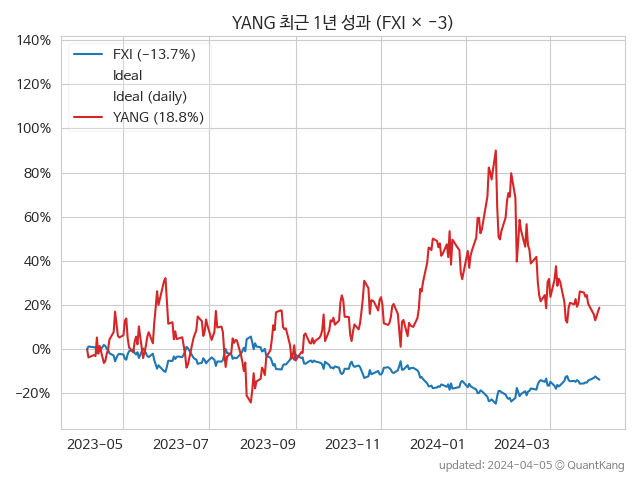 YANG 최근 1년 성과 (FXI × −3)
FXI (−13.7%)
Ideal
Ideal (daily)
YANG (18.8%)
140%
120%
100%
80%
60%
40%
20%
0%
−20%
2023−05
2023−07
2023−09
2023−11
2024−01
2024−03
updated: 2024-04-05 © QuantKang